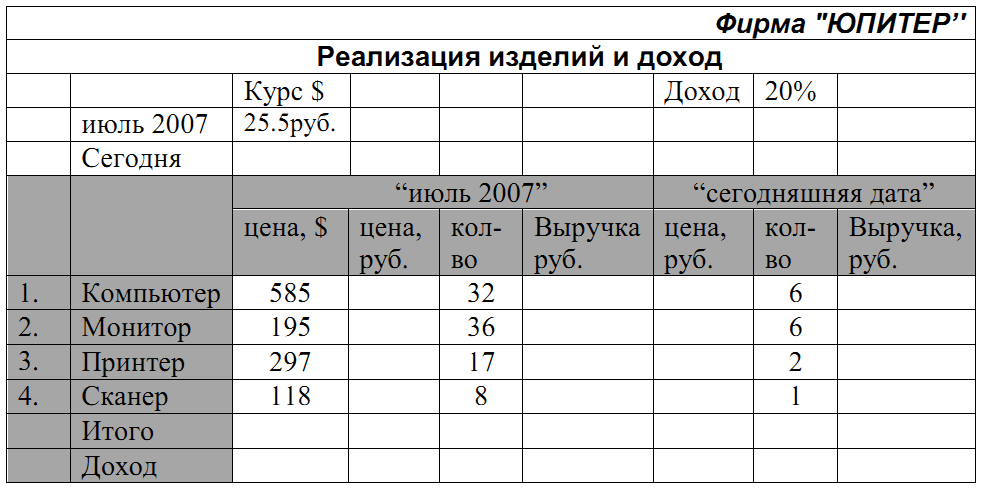 Фирма "ЮПИТЕР’’
Реализация изделий и доход
Курс $ Доход 20%
июль 2007 25.5руб.
Сегодня
“июль 2007” “сегодняшняя дата”
цена, $ цена, руб. кол-во Выручка руб. цена, руб. кол-во Выручка, руб.
1. Компьютер 585 32 6
2. Монитор 195 36 6
3. Принтер 297 17 2
4. Сканер 118 8 1
Итого
Доход